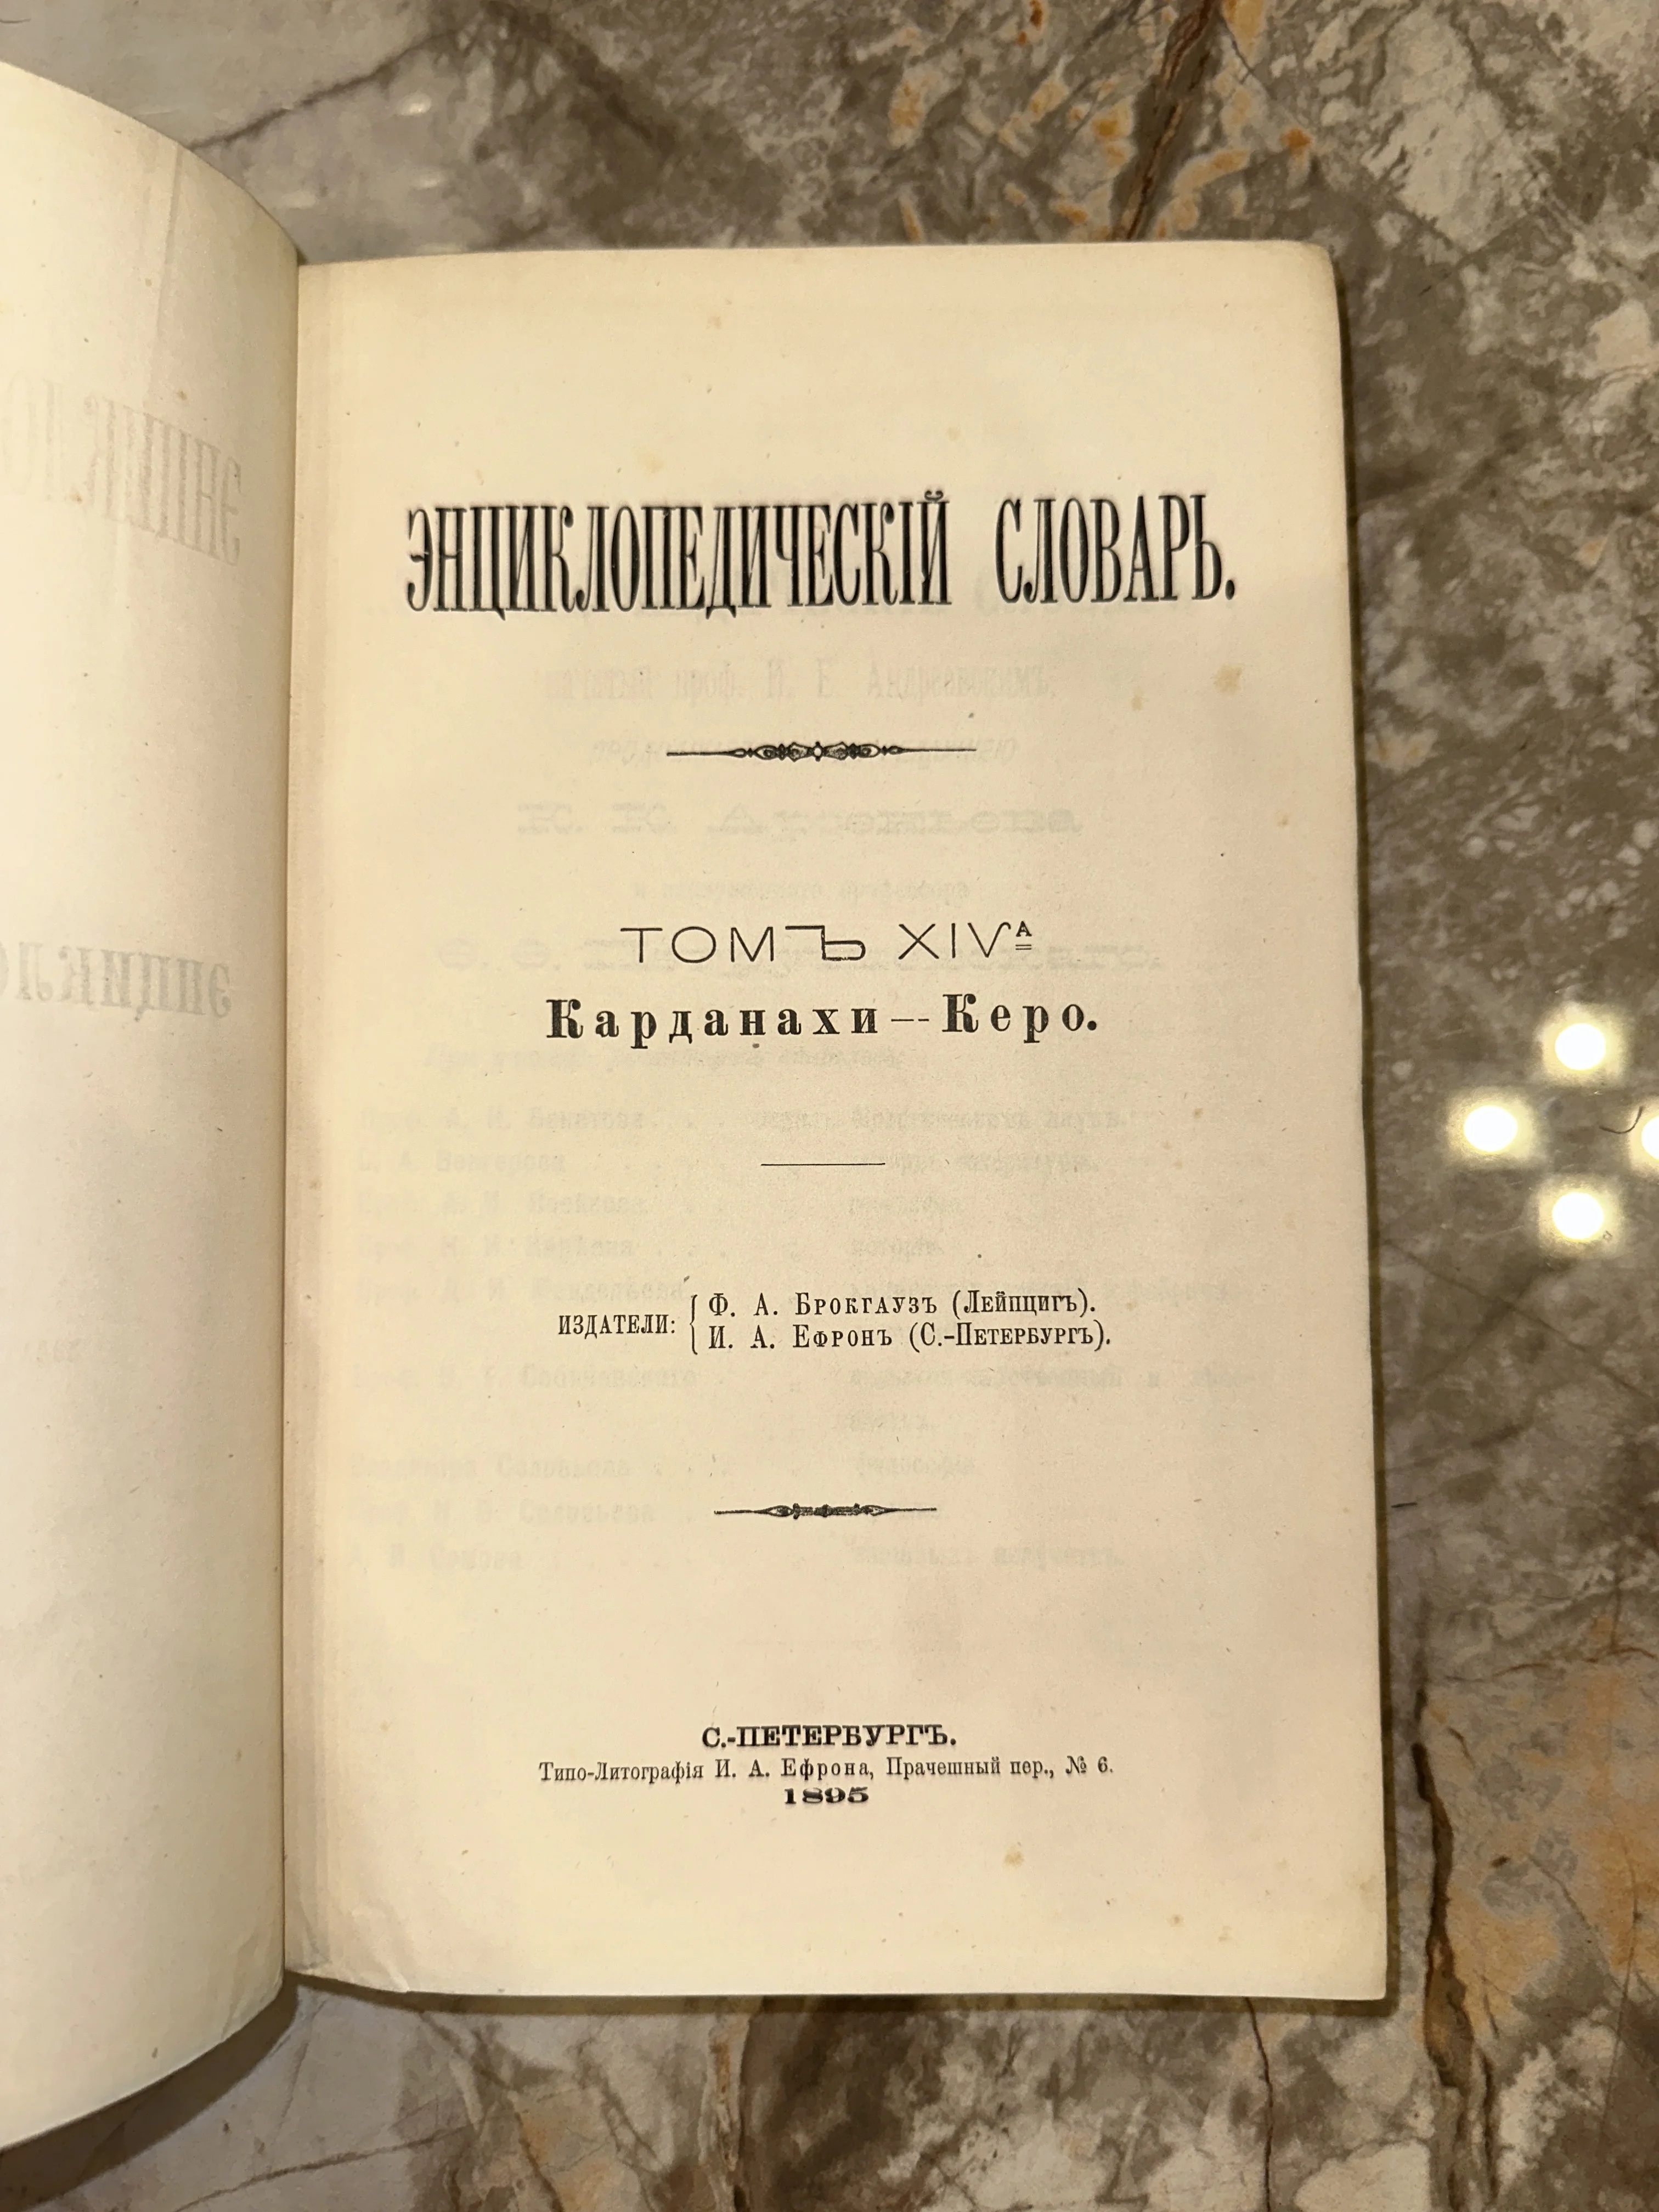 ЭНЦИКЛОПЕДИЧЕСКІЙ СЛОВАРЬ.
ТОМЪ XIVА
Карданахи—Керо.
ИЗДАТЕЛИ:
Ф. А. Брокгаузъ (Лейпцигъ).
И. А. Ефронъ (С.-Петербургъ).
С.-ПЕТЕРБУРГЪ.
Типо-Литографія И. А. Ефрона, Прачешный пер., № 6.
1895